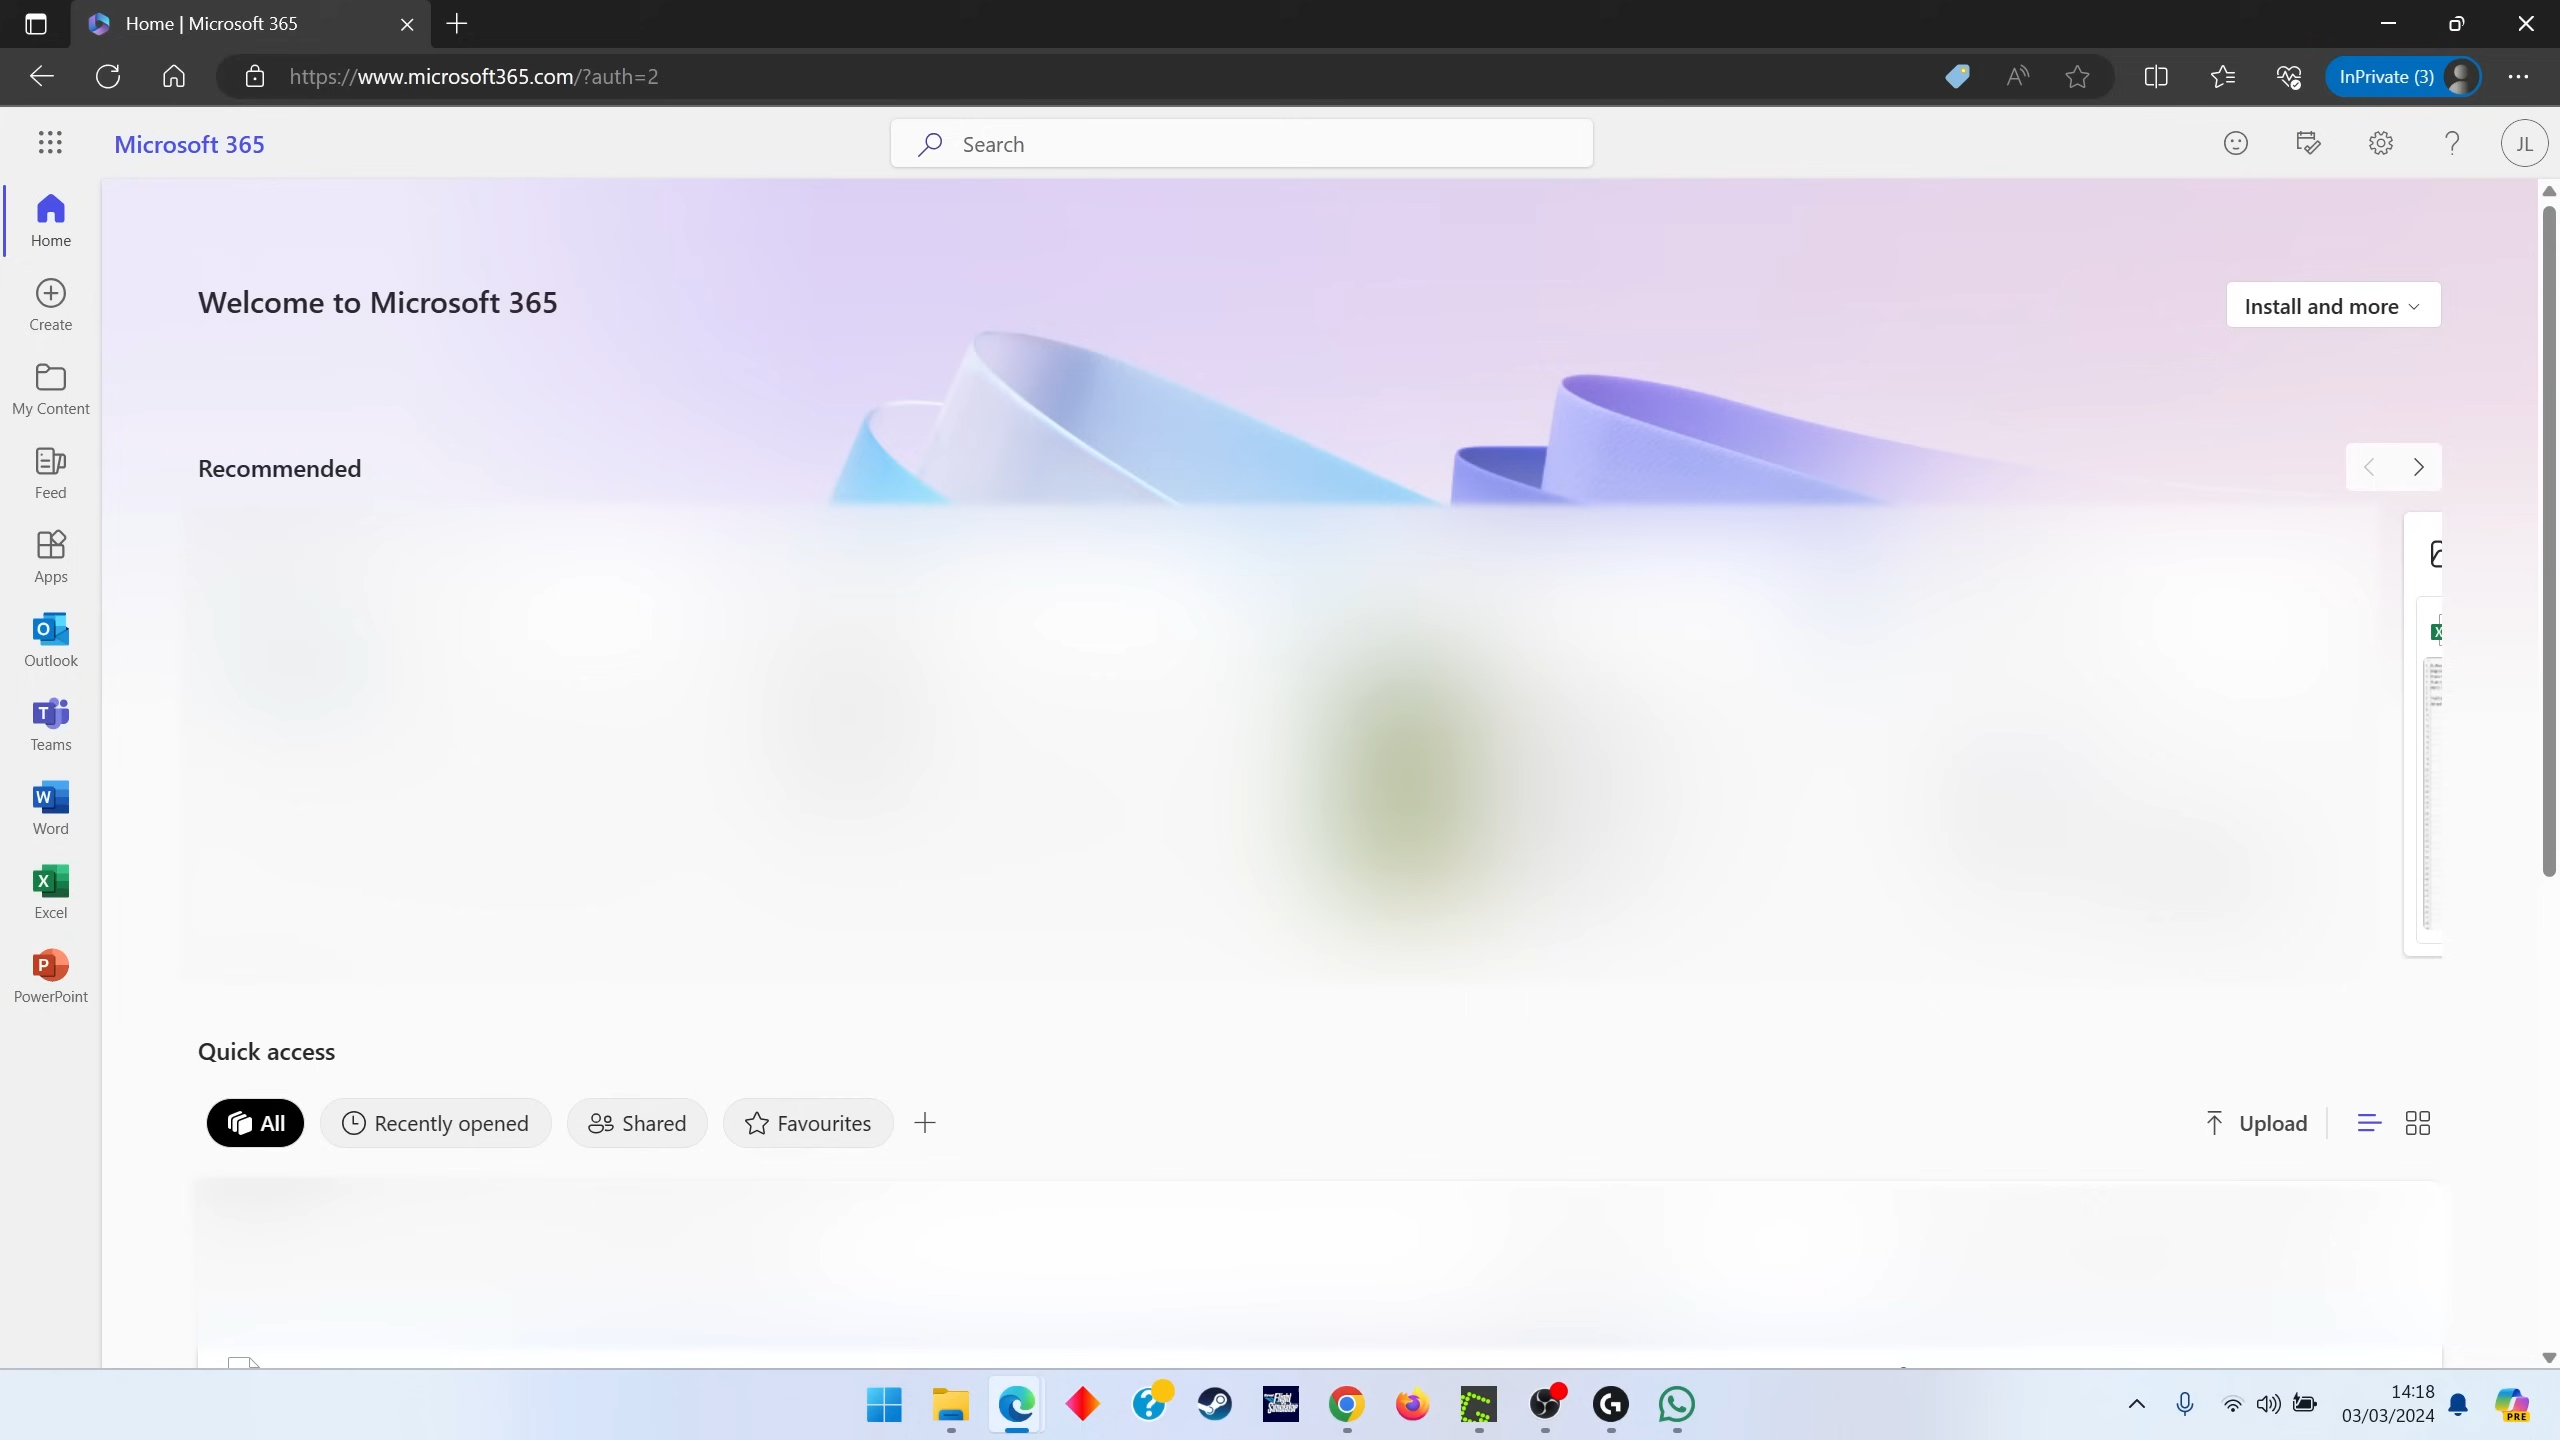 Home | Microsoft 365
https://www.microsoft365.com/?auth=2
InPrivate (3)
Microsoft 365
Search
JL
Home
Create
My Content
Feed
Apps
Outlook
Teams
Word
Excel
PowerPoint
Welcome to Microsoft 365
Install and more
Recommended
Quick access
All
Recently opened
Shared
Favourites
Upload
14:18
03/03/2024
PRE